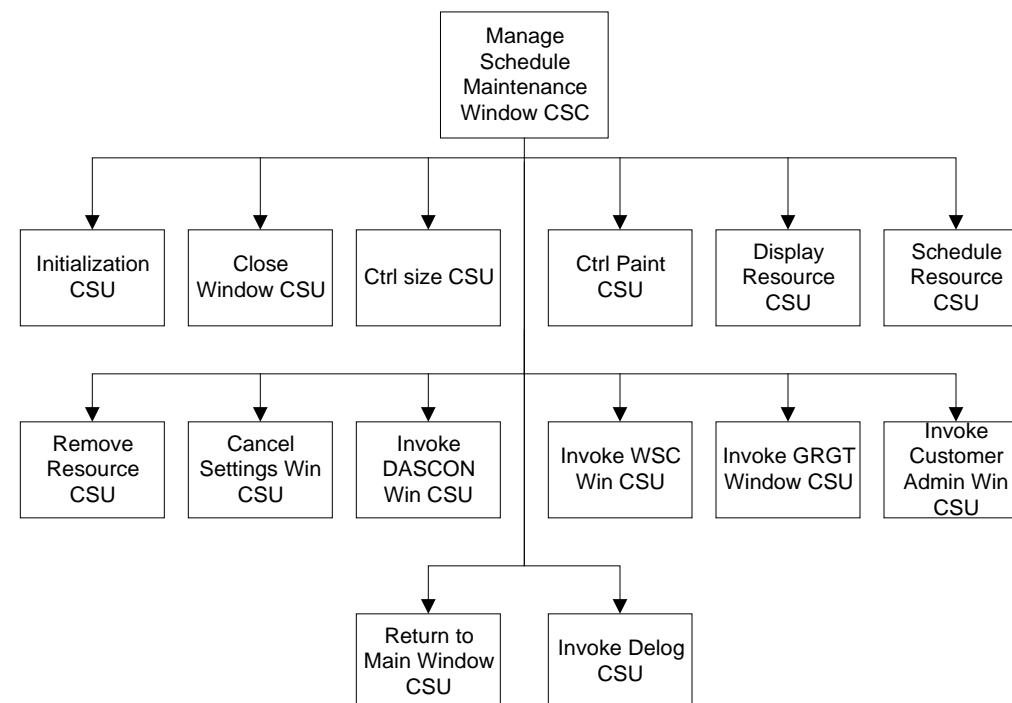 Manage
Schedule
Maintenance
Window CSC
Initialization
CSU
Close
Window CSU
Ctrl size CSU
Ctrl Paint
CSU
Display
Resource
CSU
Schedule
Resource
CSU
Remove
Resource
CSU
Cancel
Settings Win
CSU
Invoke
DASCON
Win CSU
Invoke WSC
Win CSU
Invoke GRGT
Window CSU
Invoke
Customer
Admin Win
CSU
Return to
Main Window
CSU
Invoke Delog
CSU